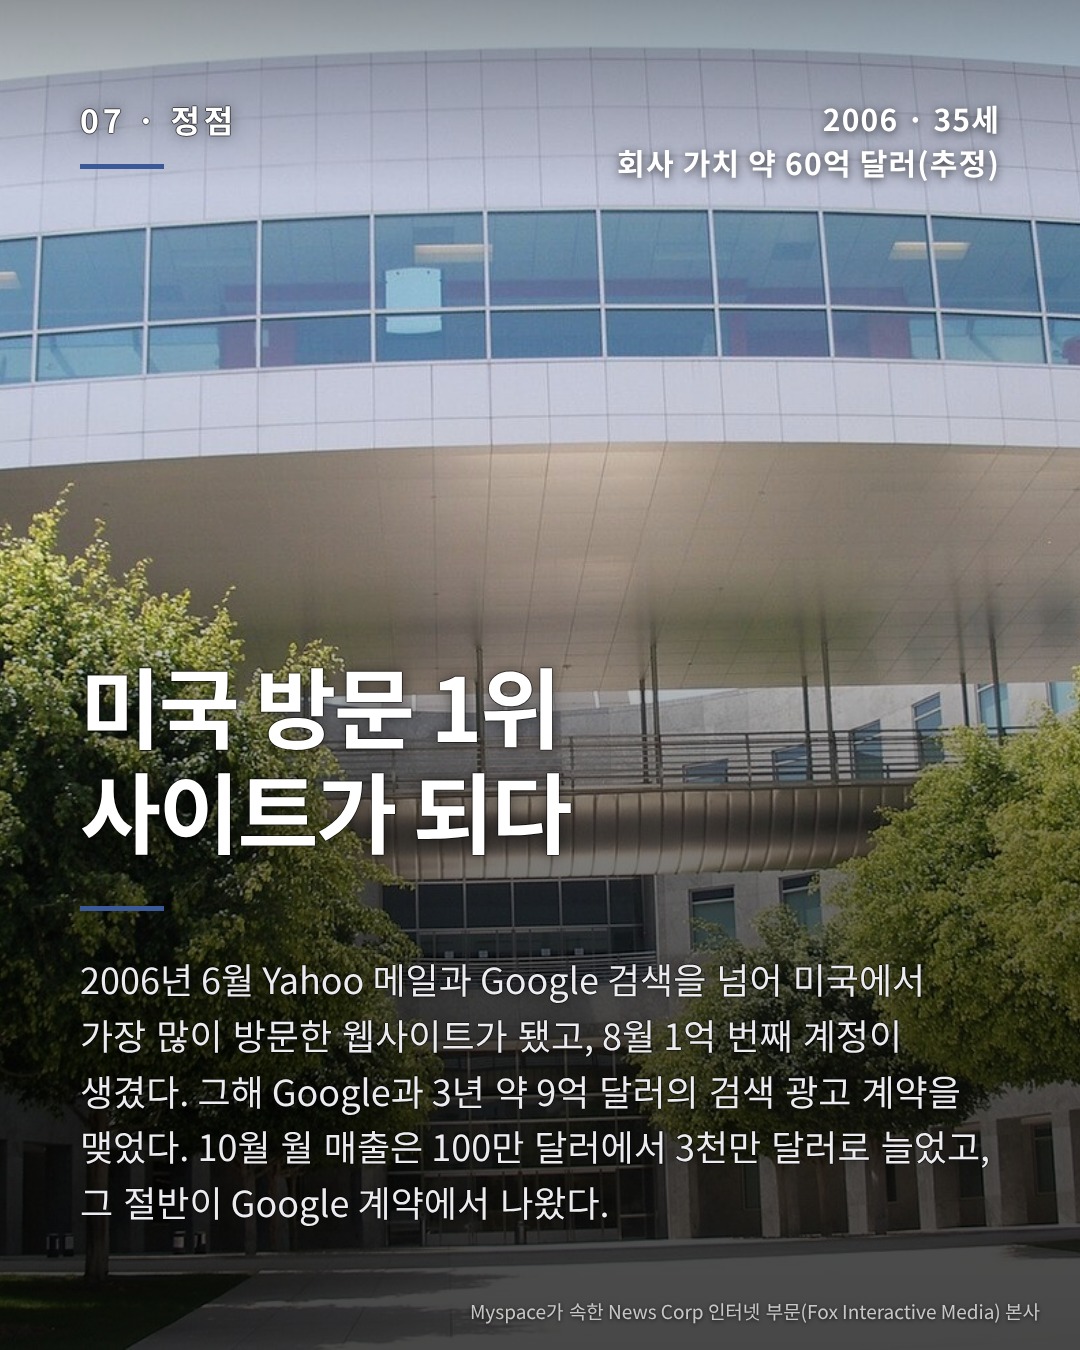 07 · 정점
2006 · 35세
회사 가치 약 60억 달러(추정)
미국 방문 1위
사이트가 되다
2006년 6월 Yahoo 메일과 Google 검색을 넘어 미국에서
가장 많이 방문한 웹사이트가 됐고, 8월 1억 번째 계정이
생겼다. 그해 Google과 3년 약 9억 달러의 검색 광고 계약을
맺었다. 10월 월 매출은 100만 달러에서 3천만 달러로 늘었고,
그 절반이 Google 계약에서 나왔다.
Myspace가 속한 News Corp 인터넷 부문(Fox Interactive Media) 본사